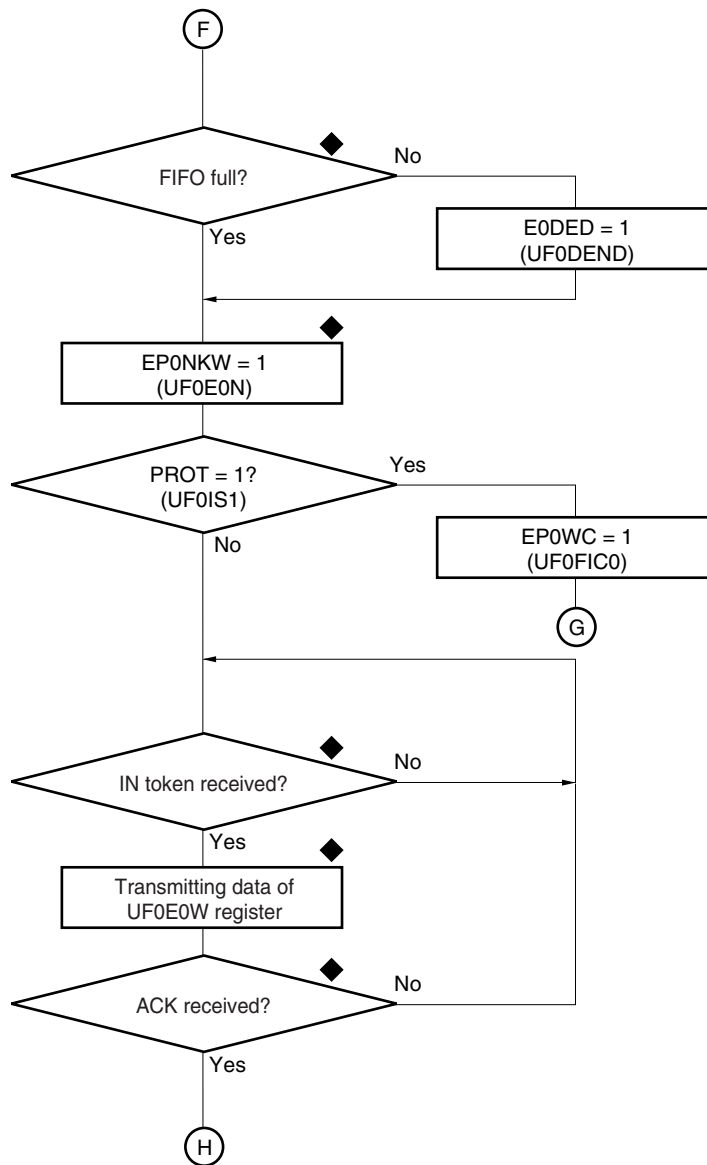 F
FIFO full?
No
E0DED = 1
(UF0DEND)
Yes
EP0NKW = 1
(UF0E0N)
PROT = 1?
(UF0IS1)
Yes
EP0WC = 1
(UF0FIC0)
No
G
IN token received?
No
Yes
Transmitting data of
UF0E0W register
ACK received?
No
Yes
H